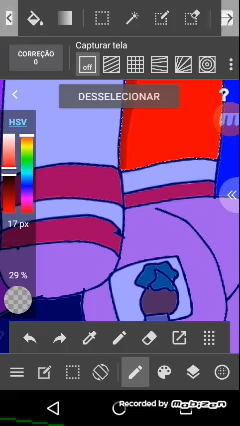 CORREÇÃO
0
Capturar tela
off
DESSELECIONAR
?
HSV
17 px
29 %
Recorded by MOBIZEN